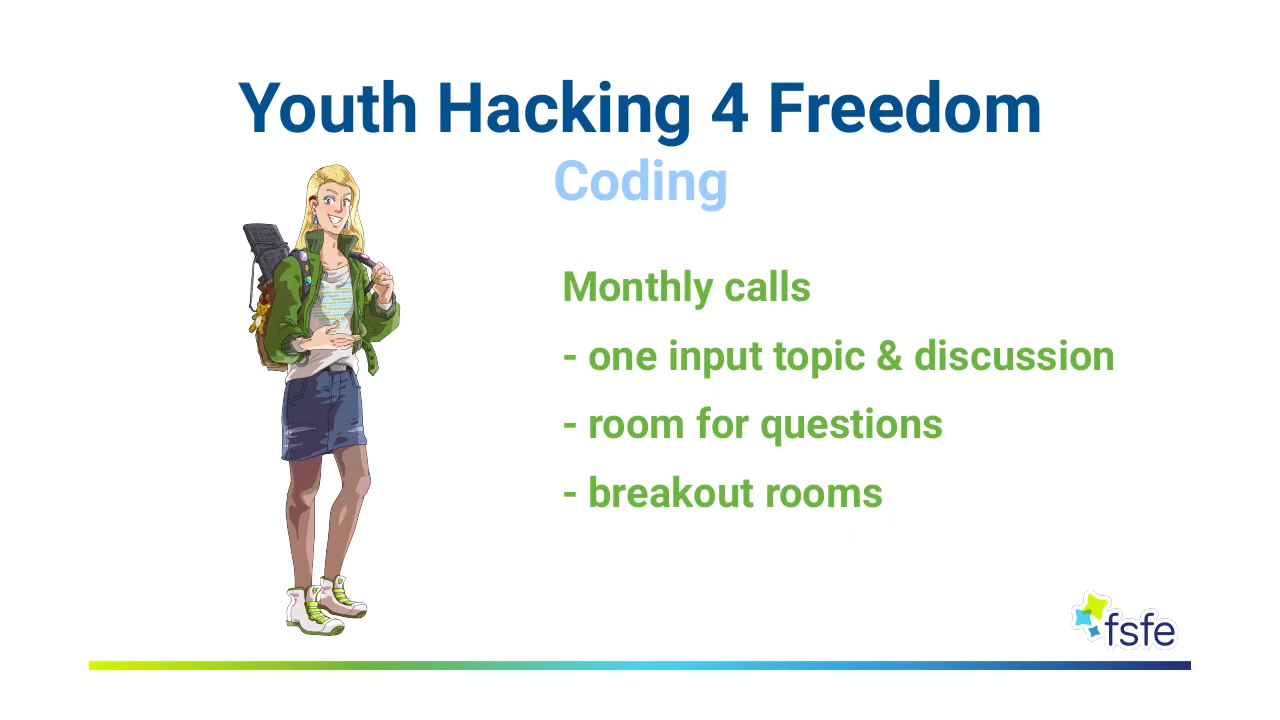 Youth Hacking 4 Freedom
Coding
Monthly calls
- one input topic & discussion
- room for questions
- breakout rooms
fsfe